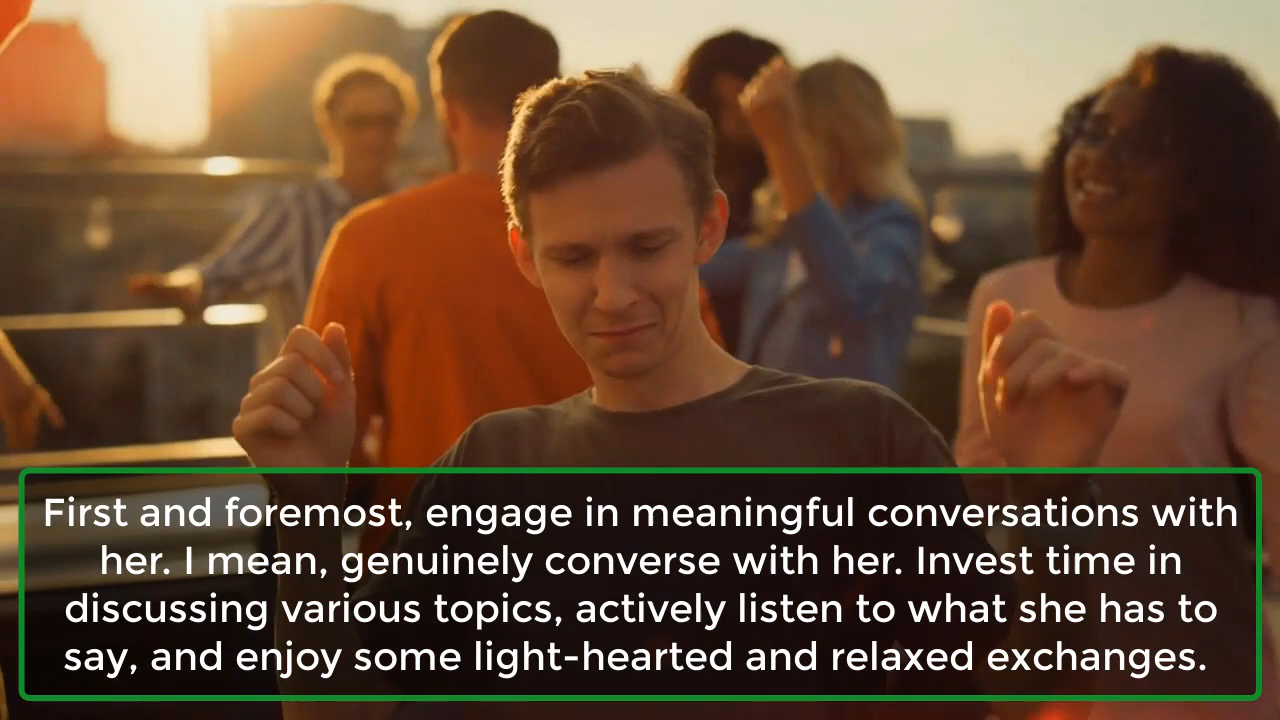 First and foremost, engage in meaningful conversations with
her. I mean, genuinely converse with her. Invest time in
discussing various topics, actively listen to what she has to
say, and enjoy some light-hearted and relaxed exchanges.